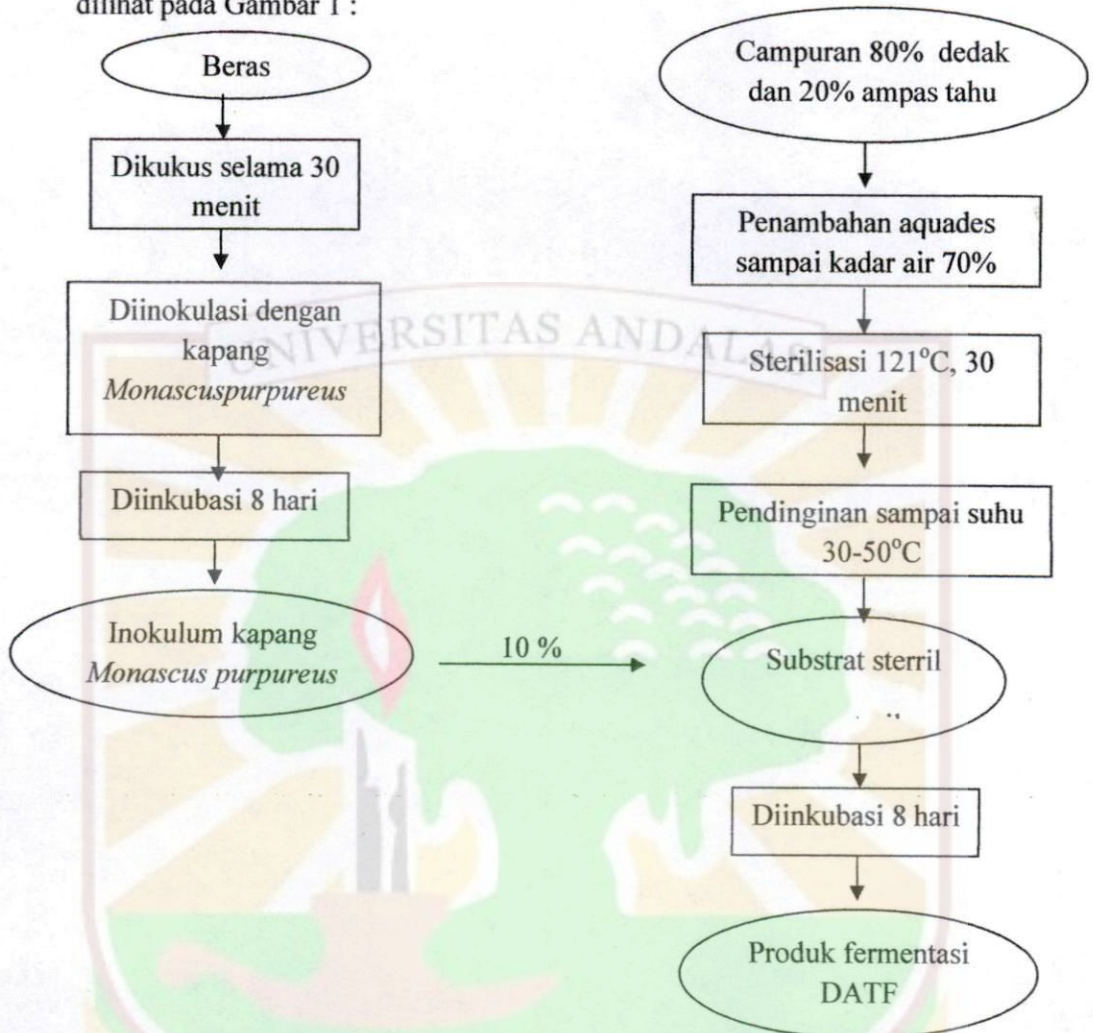 dilihat pada Gambar 1 :
Beras
Dikukus selama 30
menit
Diinokulasi dengan
kapang
Monascuspurpureus
Diinkubasi 8 hari
Inokulum kapang
Monascus purpureus
10 %
Campuran 80% dedak
dan 20% ampas tahu
Penambahan aquades
sampai kadar air 70%
Sterilisasi 121°C, 30
menit
Pendinginan sampai suhu
30-50°C
Substrat sterril
Diinkubasi 8 hari
Produk fermentasi
DATF
UNIVERSITAS ANDALAS